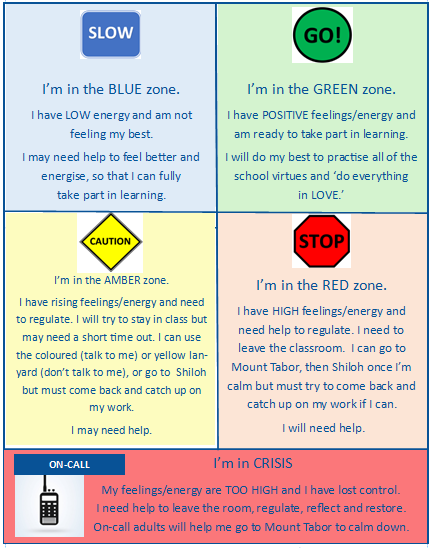 SLOW
I'm in the BLUE zone.
I have LOW energy and am not
feeling my best.
I may need help to feel better and
energise, so that I can fully
take part in learning.
GO!
I'm in the GREEN zone.
I have POSITIVE feelings/energy and
am ready to take part in learning.
I will do my best to practise all of the
school virtues and ‘do everything
in LOVE.’
CAUTION
I'm in the AMBER zone.
I have rising feelings/energy and need
to regulate. I will try to stay in class but
may need a short time out. I can use
the coloured (talk to me) or yellow lan-
yard (don't talk to me), or go to Shiloh
but must come back and catch up on
my work.
I may need help.
STOP
I'm in the RED zone.
I have HIGH feelings/energy and
need help to regulate. I need to
leave the classroom. I can go to
Mount Tabor, then Shiloh once I'm
calm but must try to come back and
catch up on my work if I can.
I will need help.
ON-CALL
I'm in CRISIS
My feelings/energy are TOO HIGH and I have lost control.
I need help to leave the room, regulate, reflect and restore.
On-call adults will help me go to Mount Tabor to calm down.